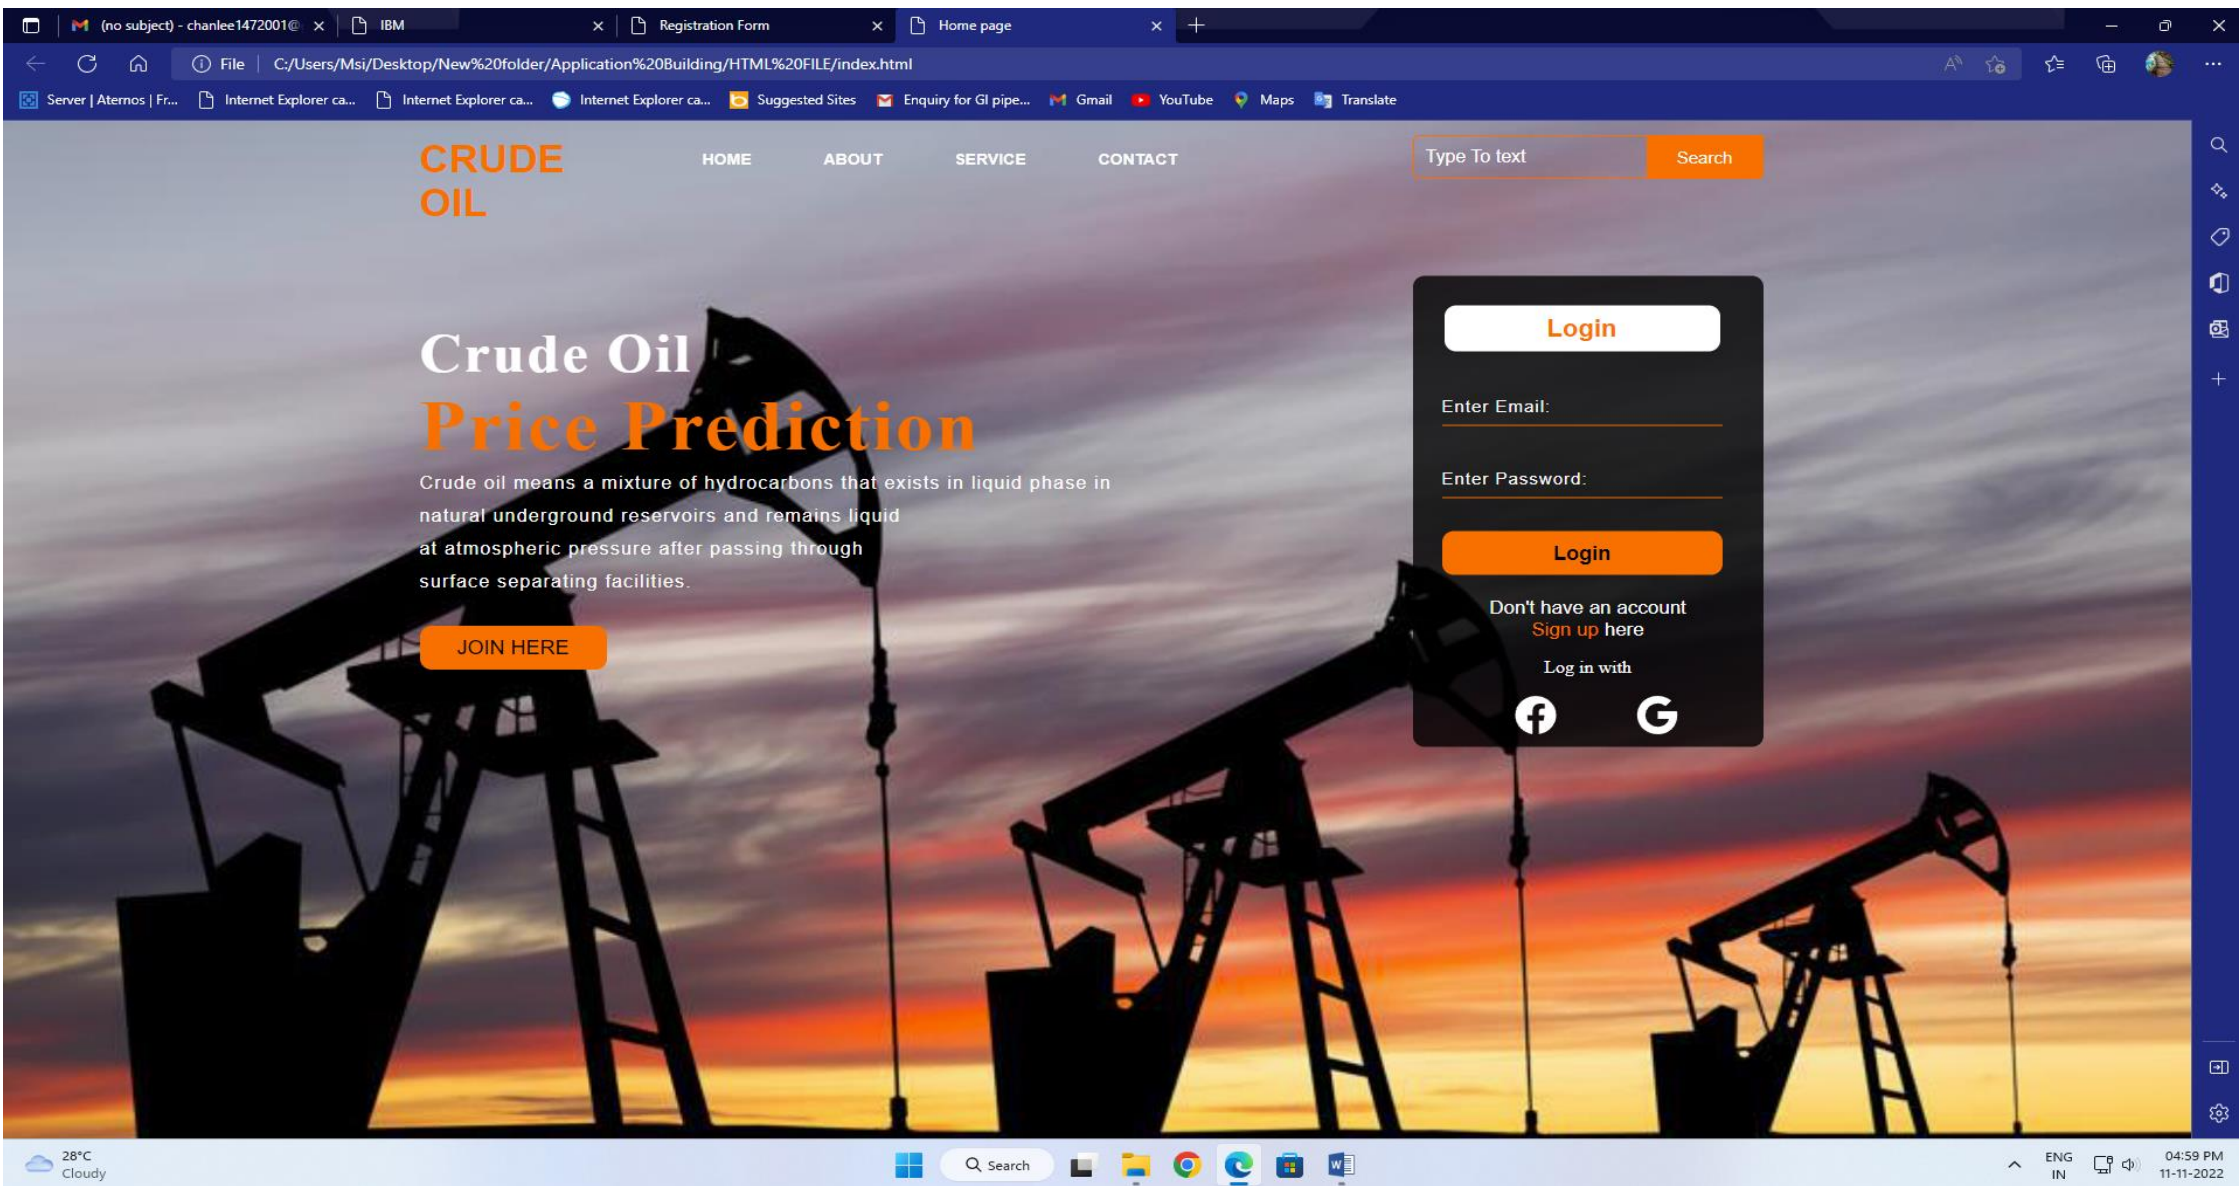 (no subject) - chanlee1472001@
IBM
Registration Form
Home page
File
C:/Users/Msi/Desktop/New%20folder/Application%20Building/HTML%20FILE/index.html
Server | Aternos | Fr...
Internet Explorer ca...
Internet Explorer ca...
Internet Explorer ca...
Suggested Sites
Enquiry for GI pipe...
Gmail
YouTube
Maps
Translate
CRUDE
OIL
HOME
ABOUT
SERVICE
CONTACT
Type To text
Search
Crude Oil
Price Prediction
Crude oil means a mixture of hydrocarbons that exists in liquid phase in
natural underground reservoirs and remains liquid
at atmospheric pressure after passing through
surface separating facilities.
JOIN HERE
Login
Enter Email:
Enter Password:
Login
Don't have an account
Sign up here
Log in with
28°C
Cloudy
Search
ENG
IN
04:59 PM
11-11-2022